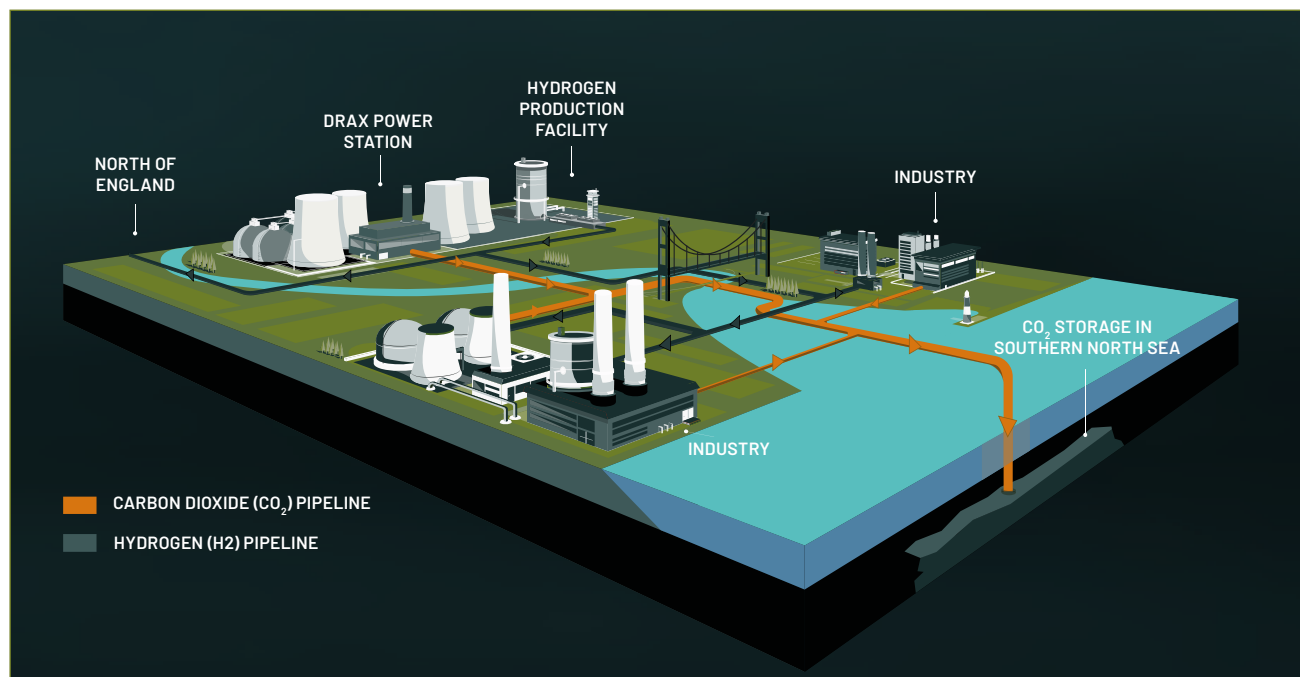 HYDROGEN
PRODUCTION
FACILITY
DRAX POWER
STATION
NORTH OF
ENGLAND
INDUSTRY
CO₂ STORAGE IN
SOUTHERN NORTH SEA
INDUSTRY
CARBON DIOXIDE (CO₂) PIPELINE
HYDROGEN (H2) PIPELINE